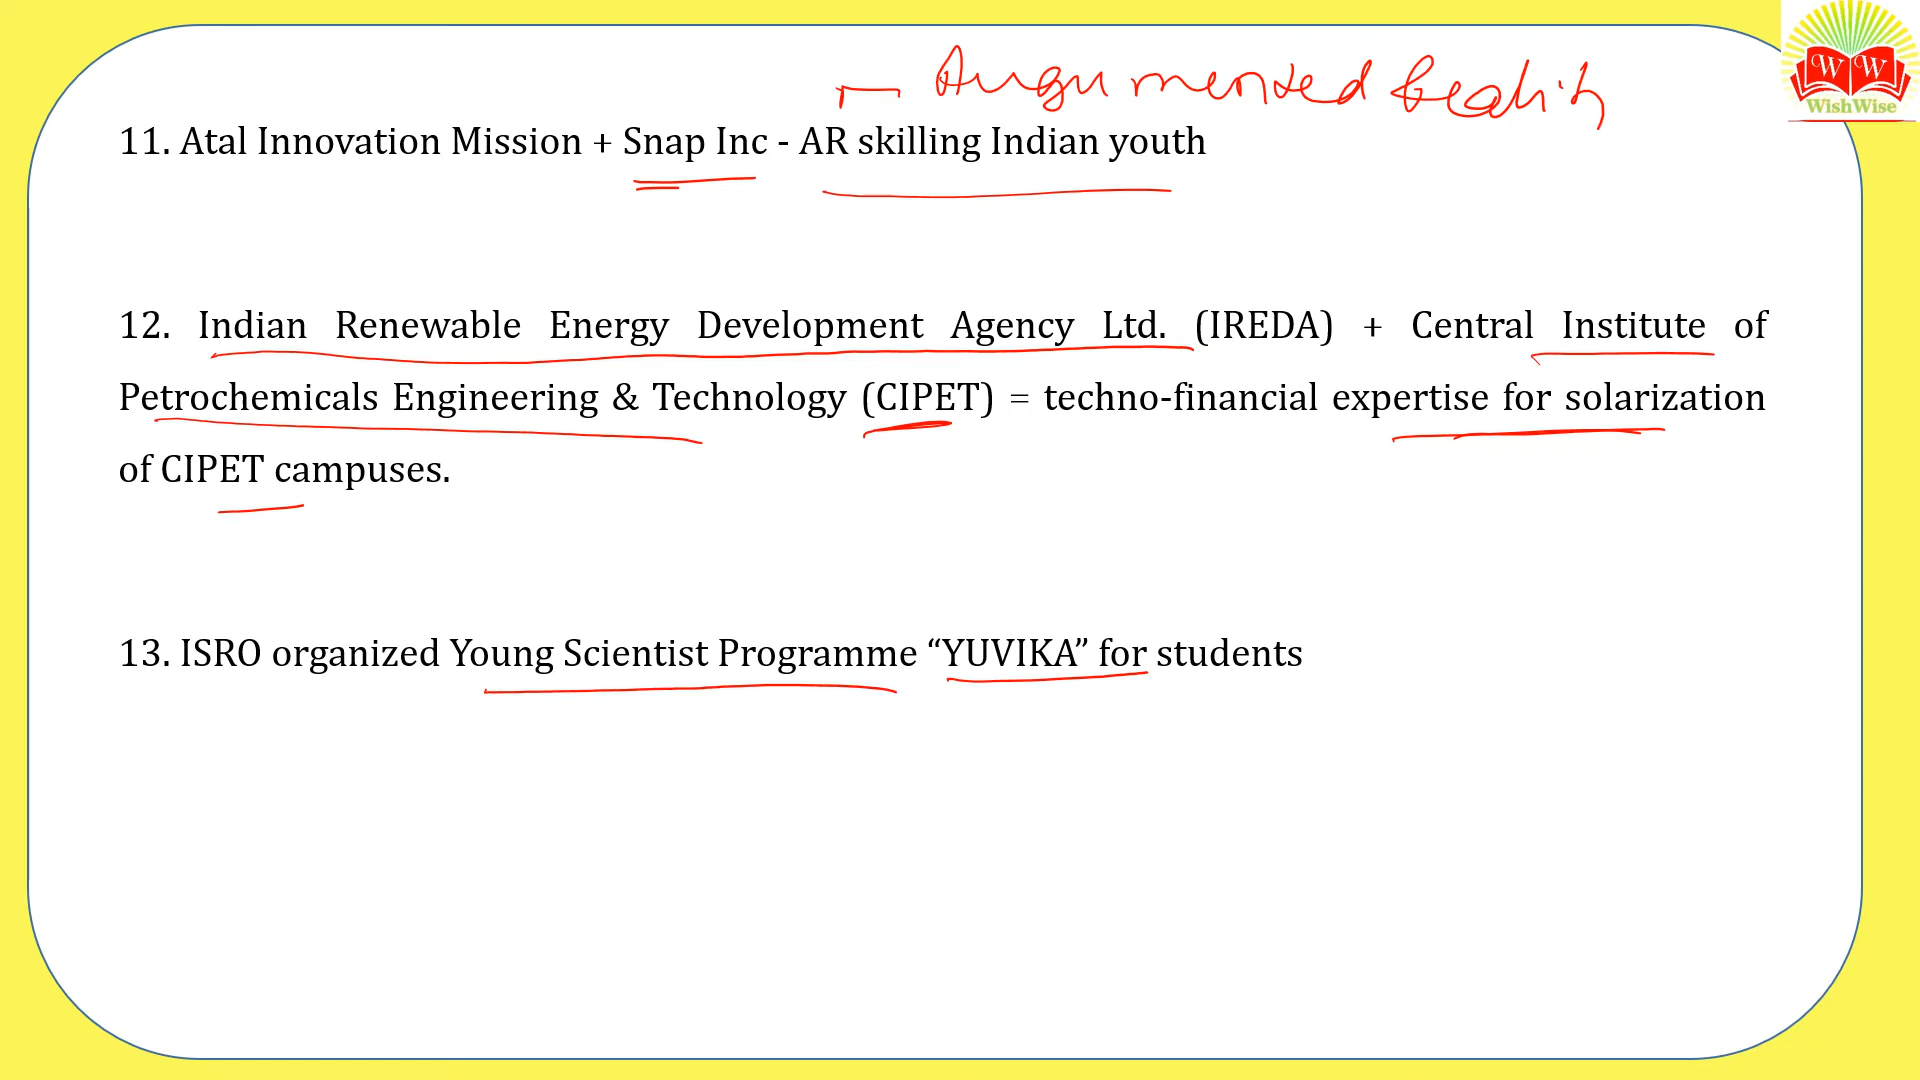 Augumented Reality
W W
WishWise
11. Atal Innovation Mission + Snap Inc - AR skilling Indian youth
12. Indian Renewable Energy Development Agency Ltd. (IREDA) + Central Institute of
Petrochemicals Engineering & Technology (CIPET) = techno-financial expertise for solarization
of CIPET campuses.
13. ISRO organized Young Scientist Programme “YUVIKA” for students